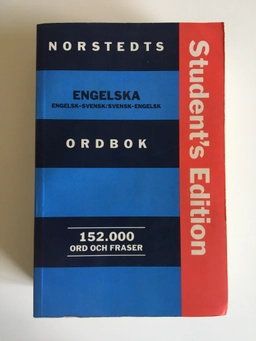 NORSTEDTS
ENGELSKA
ENGELSK–SVENSK/SVENSK–ENGELSK
ORDBOK
152.000
ORD OCH FRASER
Student's Edition